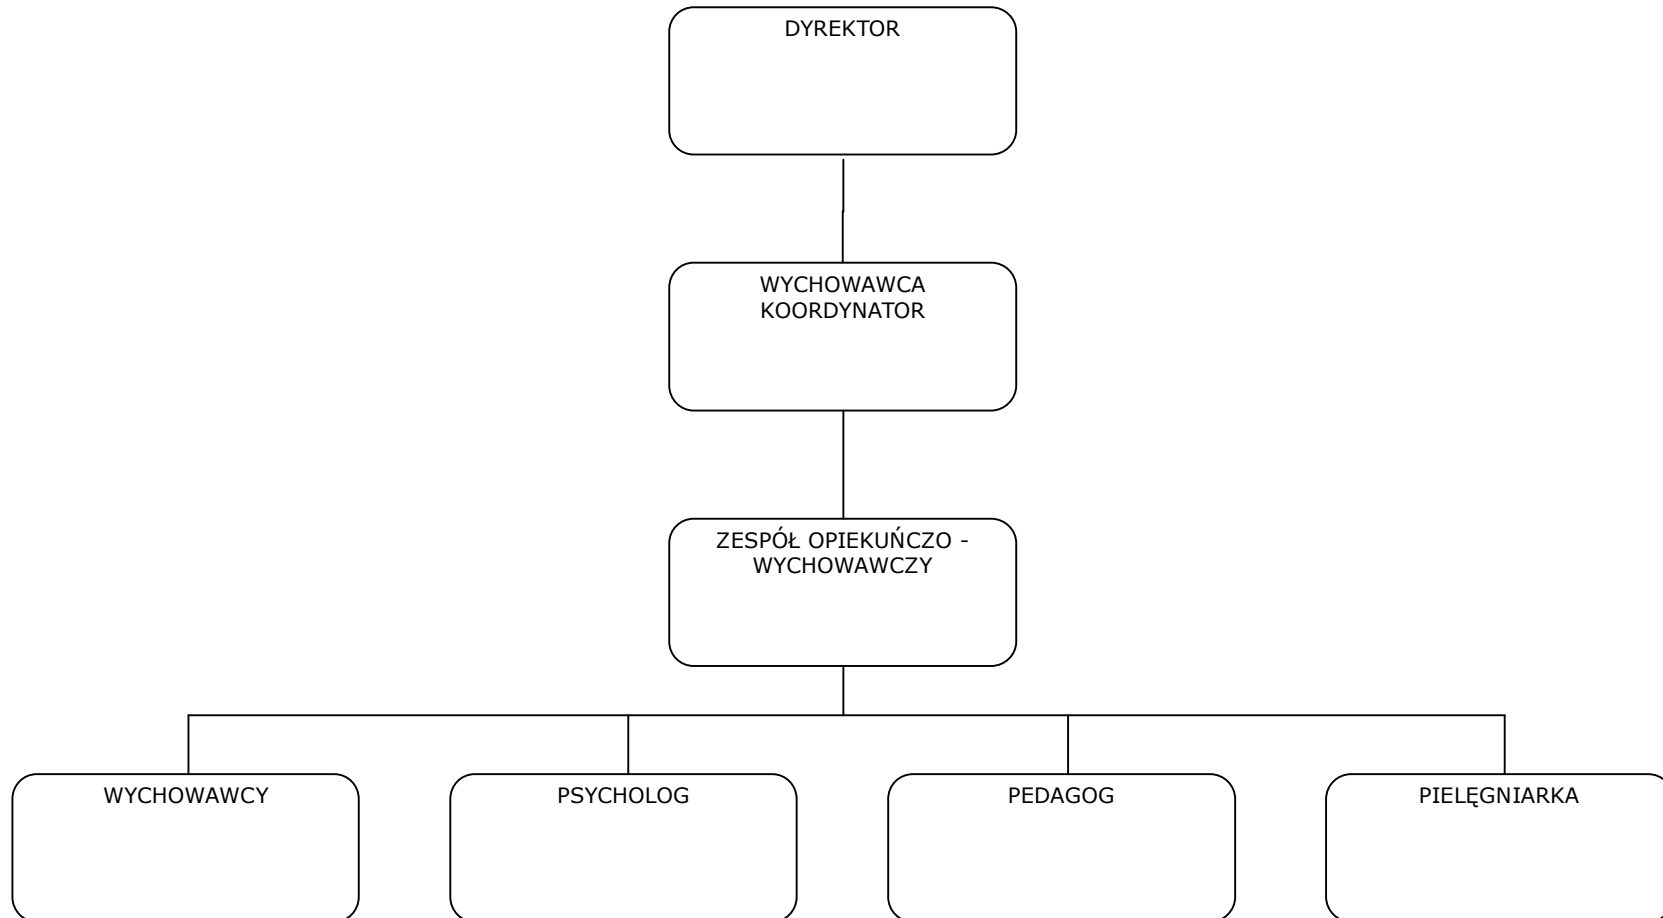 DYREKTOR
WYCHOWAWCA
KOORDYNATOR
ZESPÓŁ OPIEKUŃCZO -
WYCHOWAWCZY
WYCHOWAWCY
PSYCHOLOG
PEDAGOG
PIELĘGNIARKA